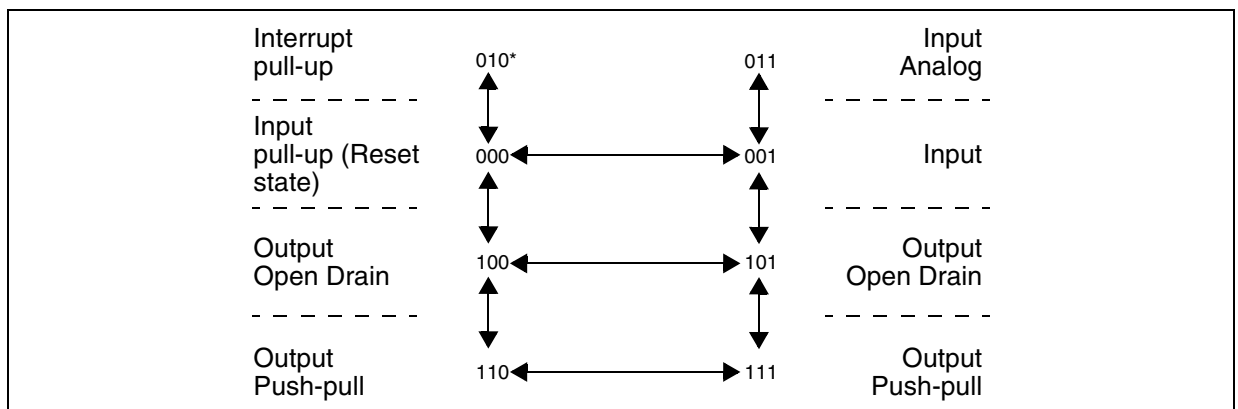 Interrupt
pull-up
010*
011
Input
Analog
Input
pull-up (Reset
state)
000
001
Input
Output
Open Drain
100
101
Output
Open Drain
Output
Push-pull
110
111
Output
Push-pull